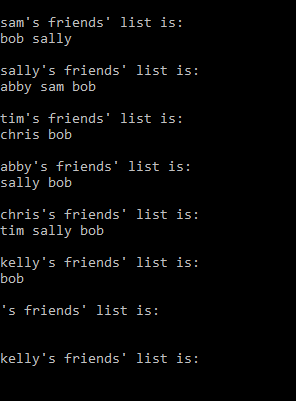 sam's friends' list is:
bob sally
sally's friends' list is:
abby sam bob
tim's friends' list is:
chris bob
abby's friends' list is:
sally bob
chris's friends' list is:
tim sally bob
kelly's friends' list is:
bob
's friends' list is:
kelly's friends' list is: